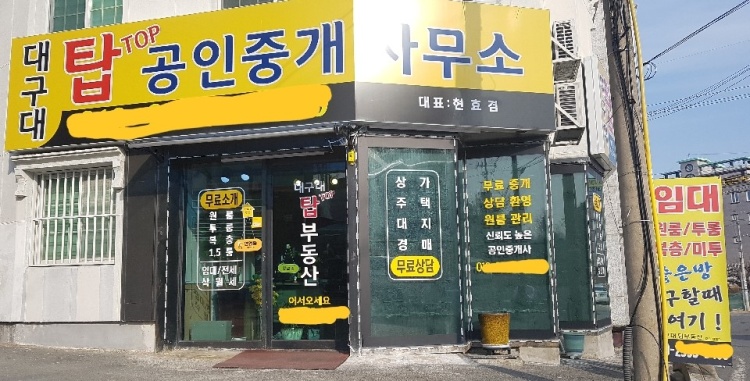 대구대 탑 TOP 공인중개사무소
대표:현효겸
무료소개
원룸
투룸
복층
1.5룸
임대/전세
삭월세
대구대
탑 TOP
부동산
어서오세요
상가
주택
대지
경매
무료상담
무료 중개
상담 환영
원룸 관리
신뢰도 높은
공인중개사
임대
원룸/투룸
복층/미투
좋은방
구할때
여기!